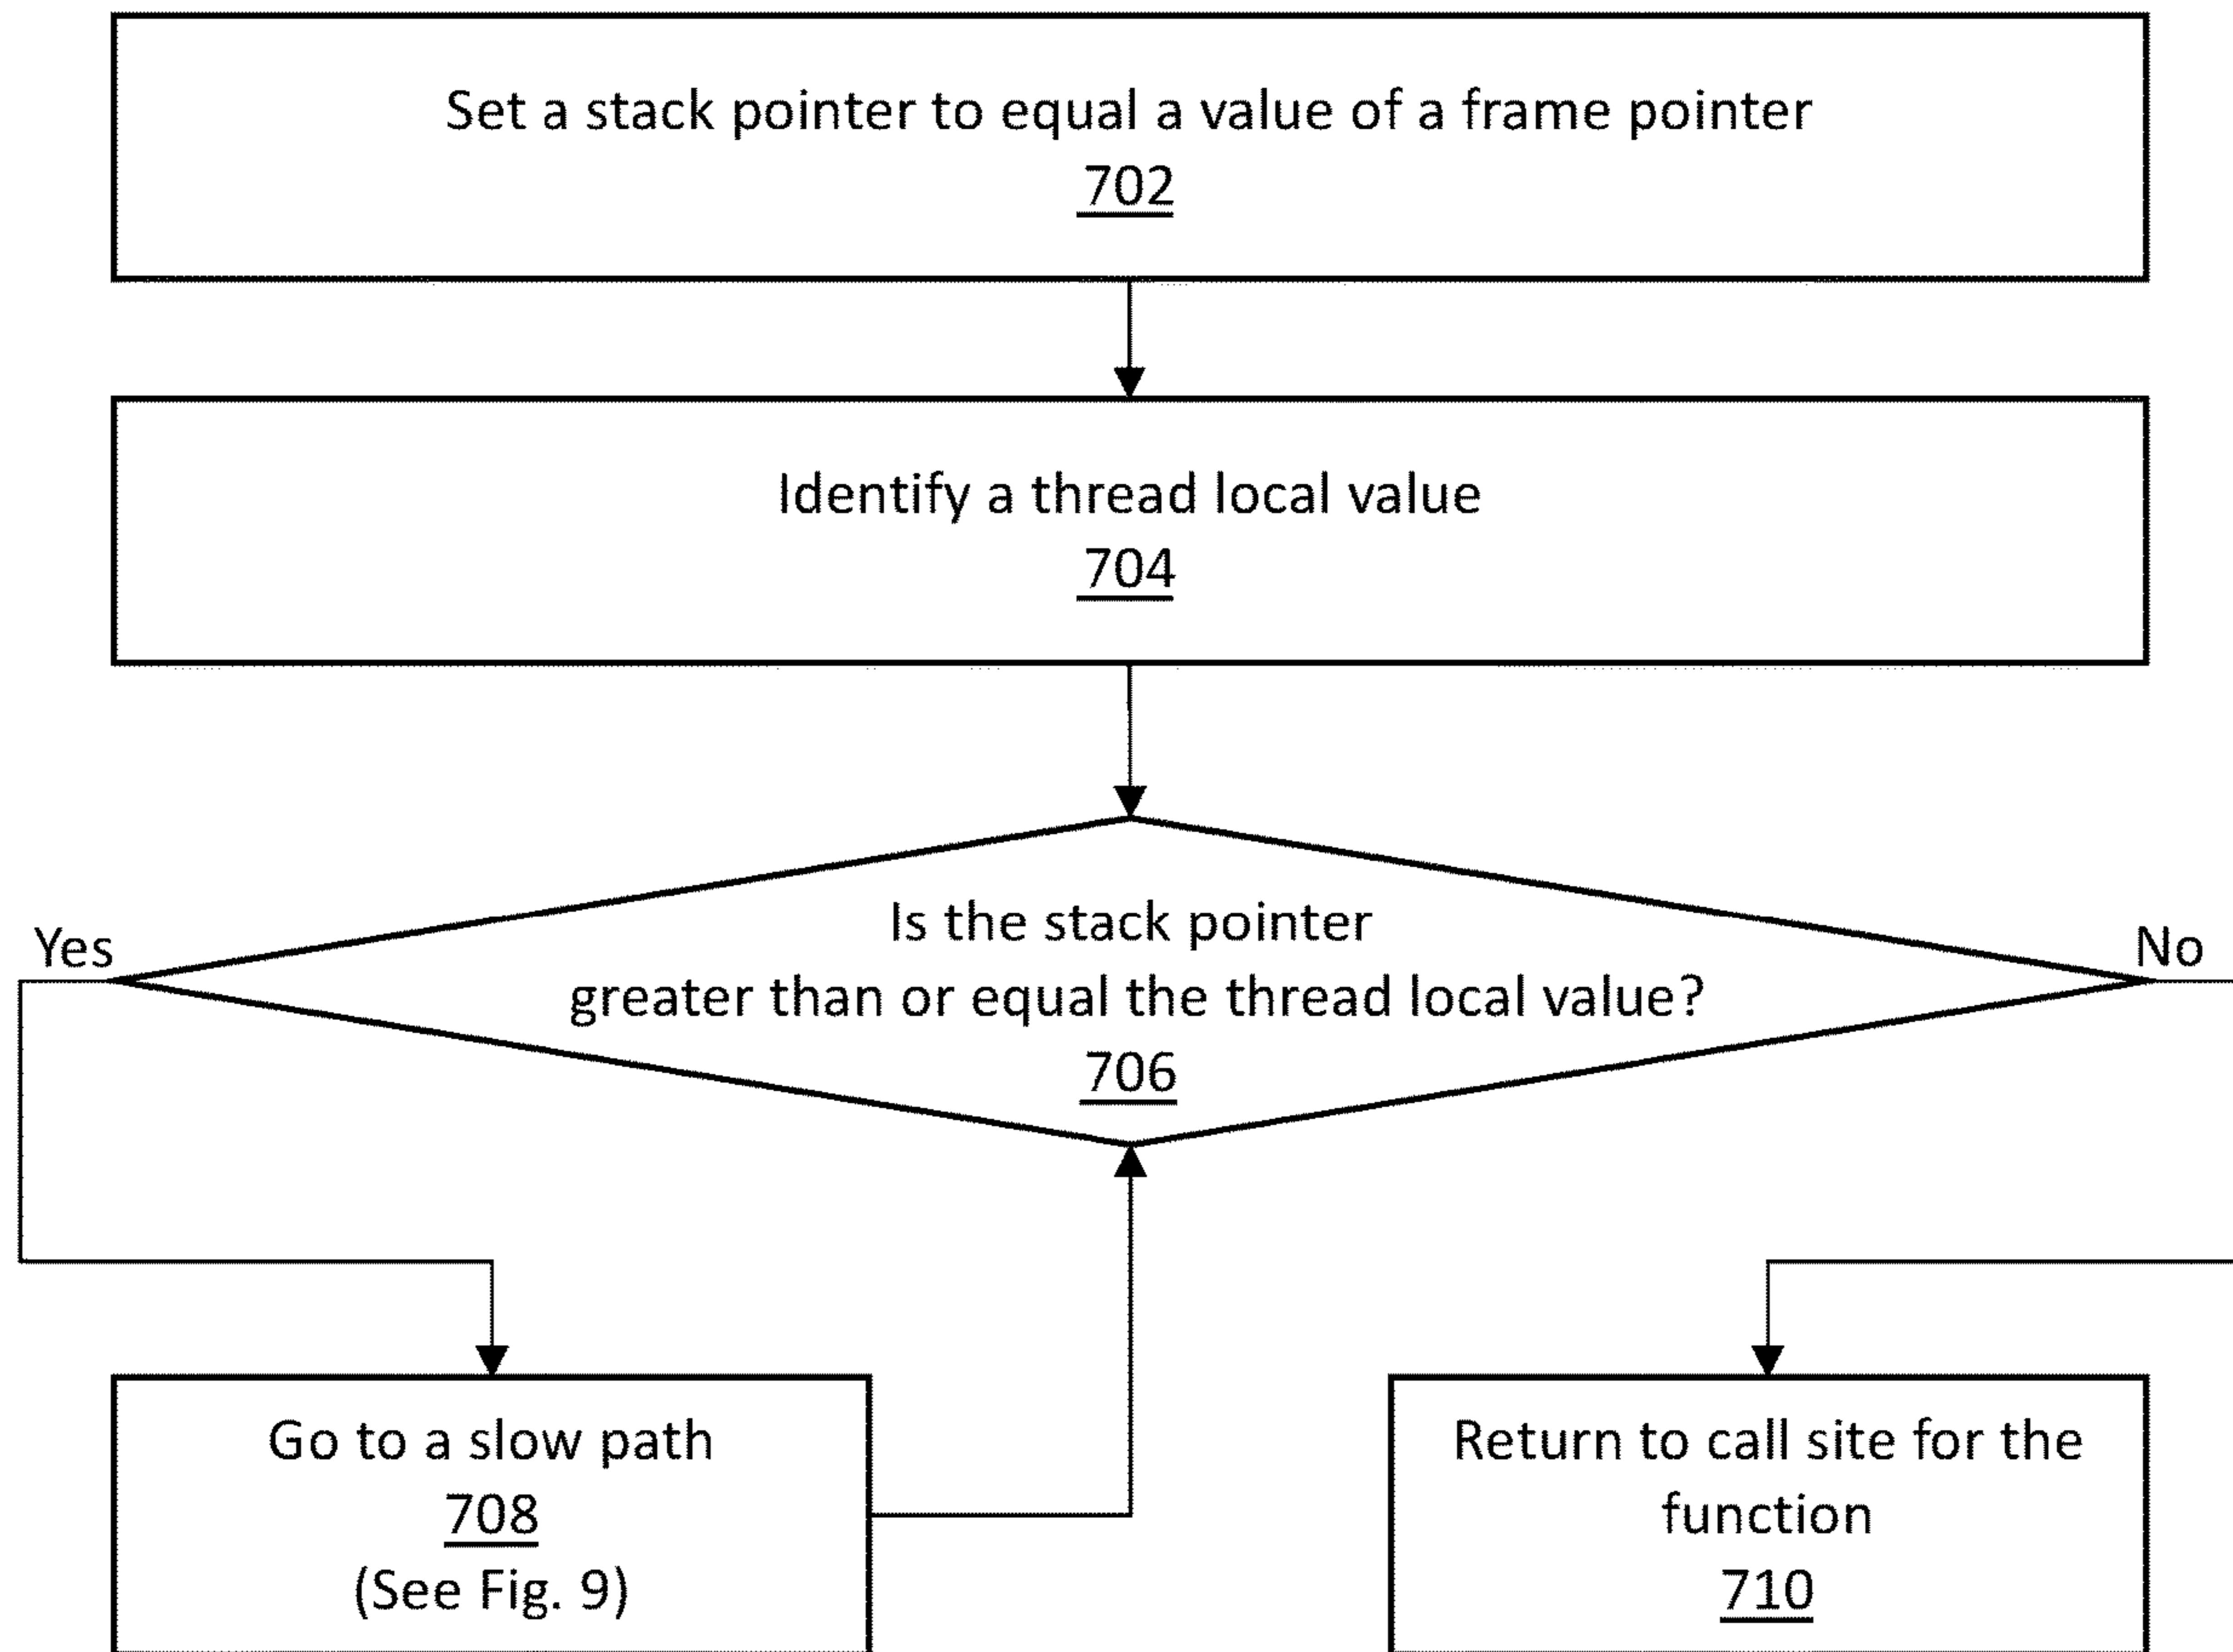 Set a stack pointer to equal a value of a frame pointer
702
Identify a thread local value
704
Is the stack pointer
greater than or equal the thread local value?
706
Yes
No
Go to a slow path
708
(See Fig. 9)
Return to call site for the
function
710